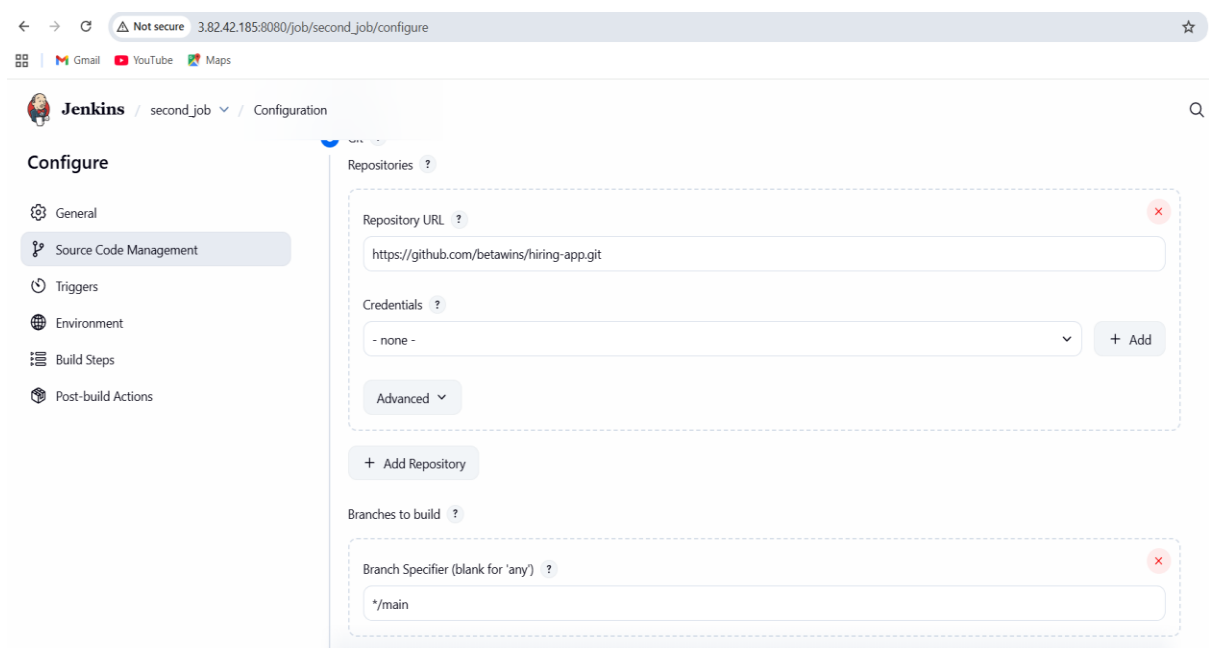 Not secure 3.82.42.185:8080/job/second_job/configure
Gmail YouTube Maps
Jenkins / second_job / Configuration
Configure
General
Source Code Management
Triggers
Environment
Build Steps
Post-build Actions
Git ?
Repositories ?
Repository URL ?
https://github.com/betawins/hiring-app.git
Credentials ?
- none -
+ Add
Advanced
+ Add Repository
Branches to build ?
Branch Specifier (blank for 'any') ?
*/main